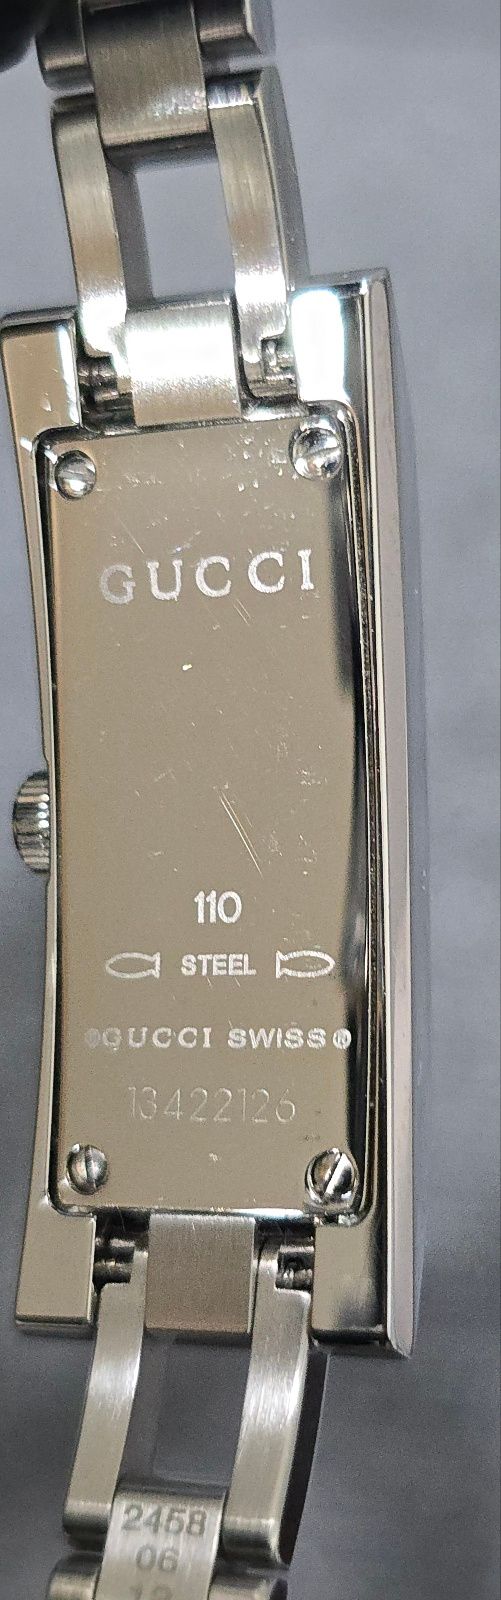 GUCCI
110
STEEL
®GUCCI SWISS®
13422126
2458
06